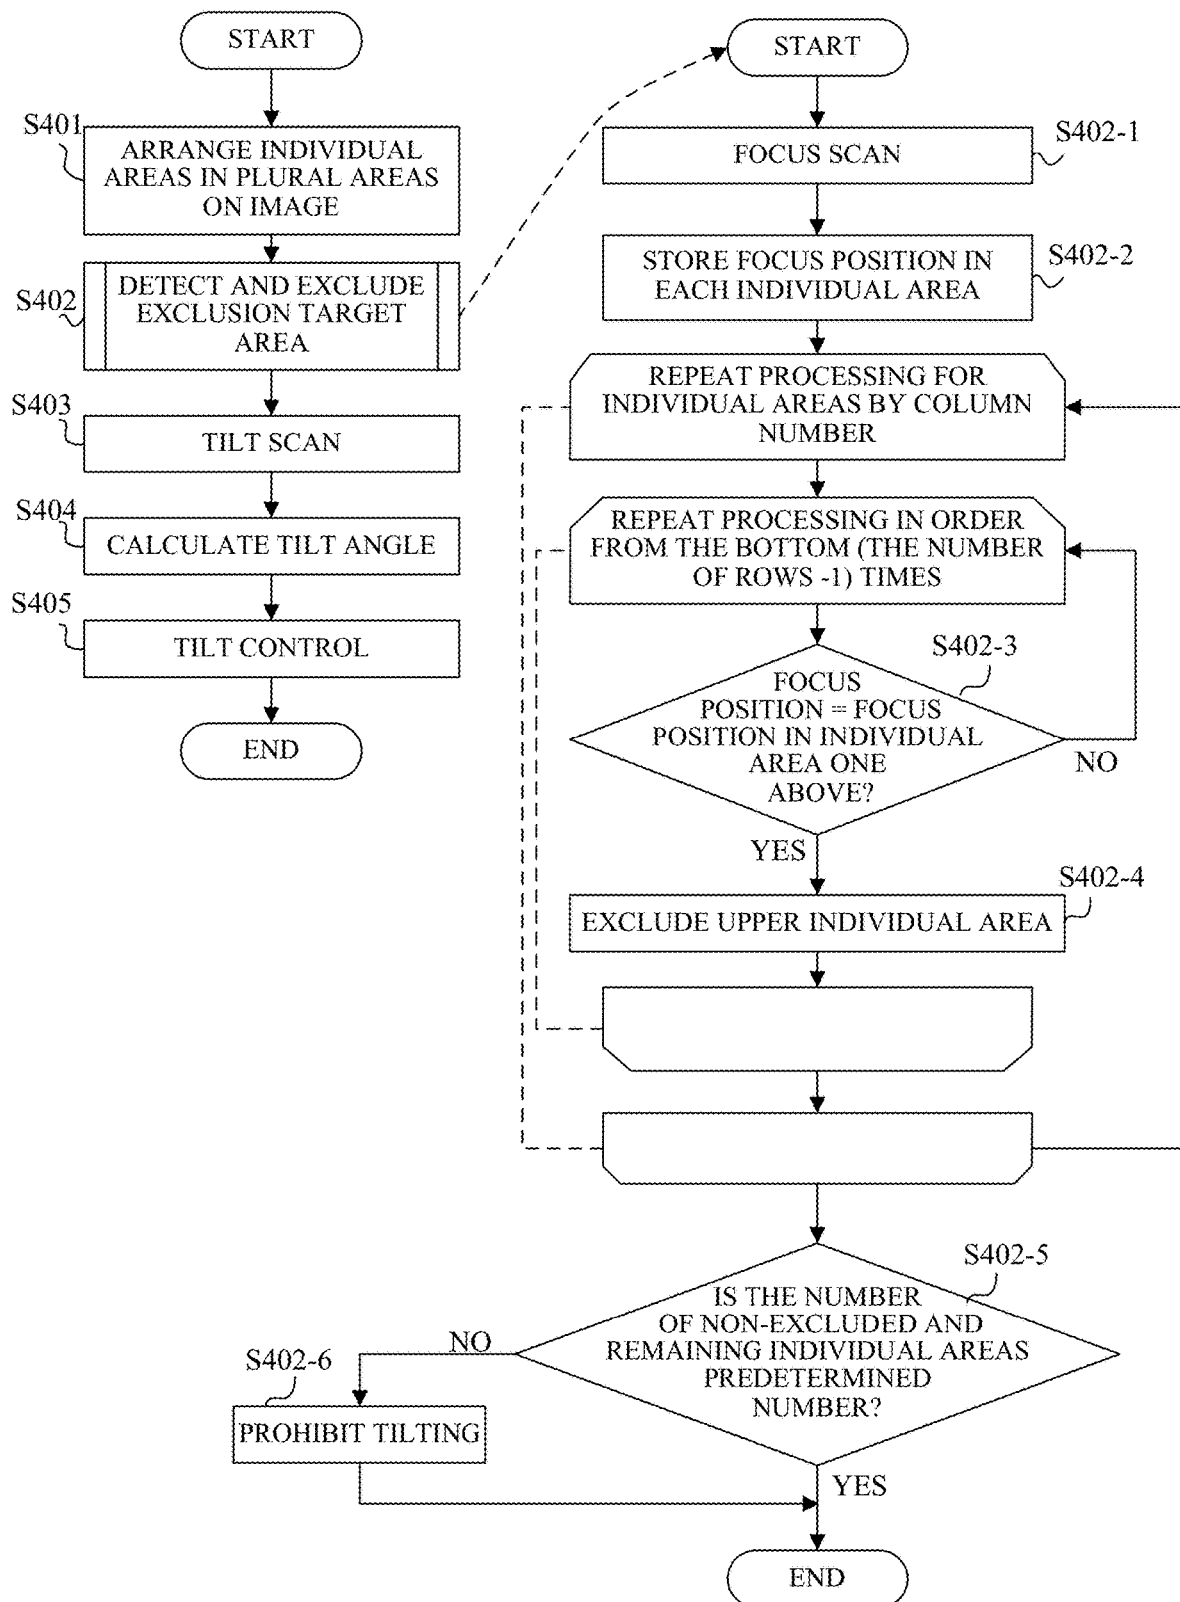 START
S401
ARRANGE INDIVIDUAL
AREAS IN PLURAL AREAS
ON IMAGE
S402
DETECT AND EXCLUDE
EXCLUSION TARGET
AREA
S403
TILT SCAN
S404
CALCULATE TILT ANGLE
S405
TILT CONTROL
END
START
S402-1
FOCUS SCAN
S402-2
STORE FOCUS POSITION IN
EACH INDIVIDUAL AREA
REPEAT PROCESSING FOR
INDIVIDUAL AREAS BY COLUMN
NUMBER
REPEAT PROCESSING IN ORDER
FROM THE BOTTOM (THE NUMBER
OF ROWS -1) TIMES
S402-3
FOCUS
POSITION = FOCUS
POSITION IN INDIVIDUAL
AREA ONE
ABOVE?
NO
YES
S402-4
EXCLUDE UPPER INDIVIDUAL AREA
S402-5
IS THE NUMBER
OF NON-EXCLUDED AND
REMAINING INDIVIDUAL AREAS
PREDETERMINED
NUMBER?
NO
S402-6
PROHIBIT TILTING
YES
END